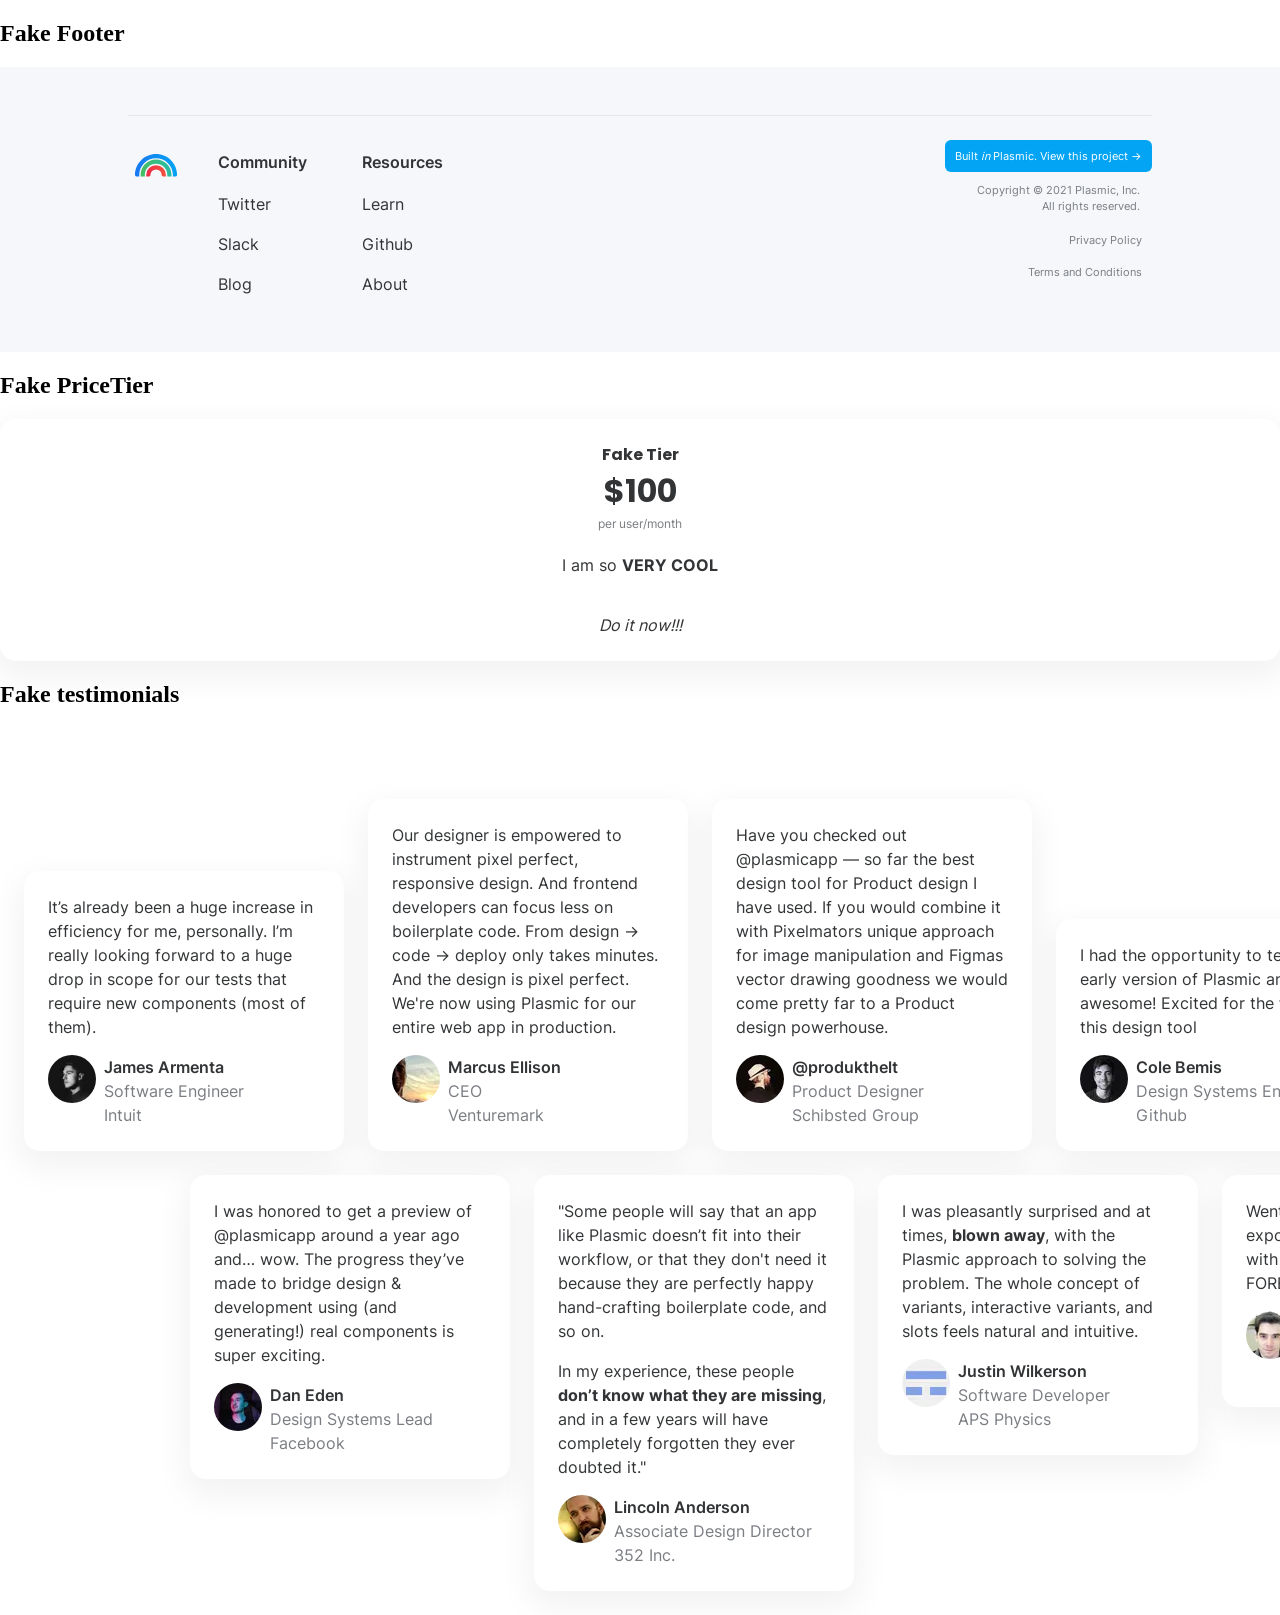 Fake Footer
Community
Resources
Twitter
Learn
Slack
Github
Blog
About
Built in Plasmic. View this project →
Copyright © 2021 Plasmic, Inc.
All rights reserved.
Privacy Policy
Terms and Conditions
Fake PriceTier
Fake Tier
$100
per user/month
I am so VERY COOL
Do it now!!!
Fake testimonials
It’s already been a huge increase in
efficiency for me, personally. I’m
really looking forward to a huge
drop in scope for our tests that
require new components (most of
them).
James Armenta
Software Engineer
Intuit
Our designer is empowered to
instrument pixel perfect,
responsive design. And frontend
developers can focus less on
boilerplate code. From design →
code → deploy only takes minutes.
And the design is pixel perfect.
We're now using Plasmic for our
entire web app in production.
Marcus Ellison
CEO
Venturemark
Have you checked out
@plasmicapp — so far the best
design tool for Product design I
have used. If you would combine it
with Pixelmators unique approach
for image manipulation and Figmas
vector drawing goodness we would
come pretty far to a Product
design powerhouse.
@produkthelt
Product Designer
Schibsted Group
I had the opportunity to
early version of Plasmic
awesome! Excited for the
this design tool
Cole Bemis
Design Systems
Github
I was honored to get a preview of
@plasmicapp around a year ago
and… wow. The progress they’ve
made to bridge design &
development using (and
generating!) real components is
super exciting.
Dan Eden
Design Systems Lead
Facebook
"Some people will say that an app
like Plasmic doesn’t fit into their
workflow, or that they don't need it
because they are perfectly happy
hand-crafting boilerplate code, and
so on.
In my experience, these people
don’t know what they are missing,
and in a few years will have
completely forgotten they ever
doubted it."
Lincoln Anderson
Associate Design Director
352 Inc.
I was pleasantly surprised and at
times, blown away, with the
Plasmic approach to solving the
problem. The whole concept of
variants, interactive variants, and
slots feels natural and intuitive.
Justin Wilkerson
Software Developer
APS Physics
with